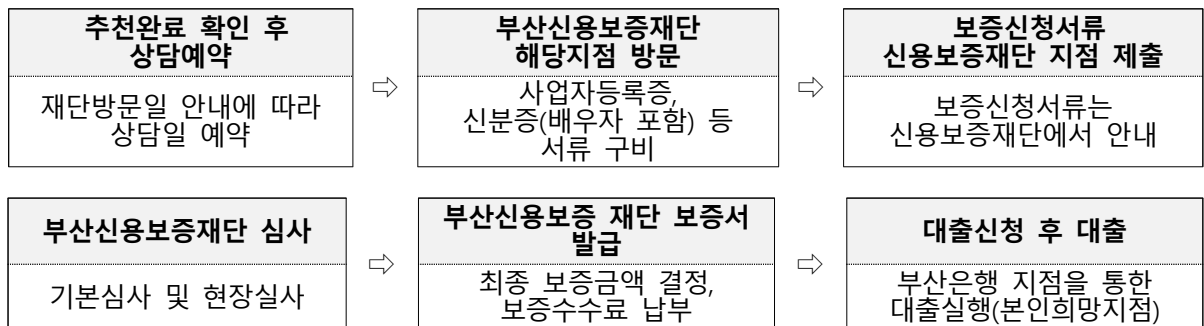 추천완료 확인 후
상담예약
재단방문일 안내에 따라
상담일 예약
⇨
부산신용보증재단
해당지점 방문
사업자등록증,
신분증(배우자 포함) 등
서류 구비
⇨
보증신청서류
신용보증재단 지점 제출
보증신청서류는
신용보증재단에서 안내
부산신용보증재단 심사
기본심사 및 현장실사
⇨
부산신용보증 재단 보증서
발급
최종 보증금액 결정,
보증수수료 납부
⇨
대출신청 후 대출
부산은행 지점을 통한
대출실행(본인희망지점)